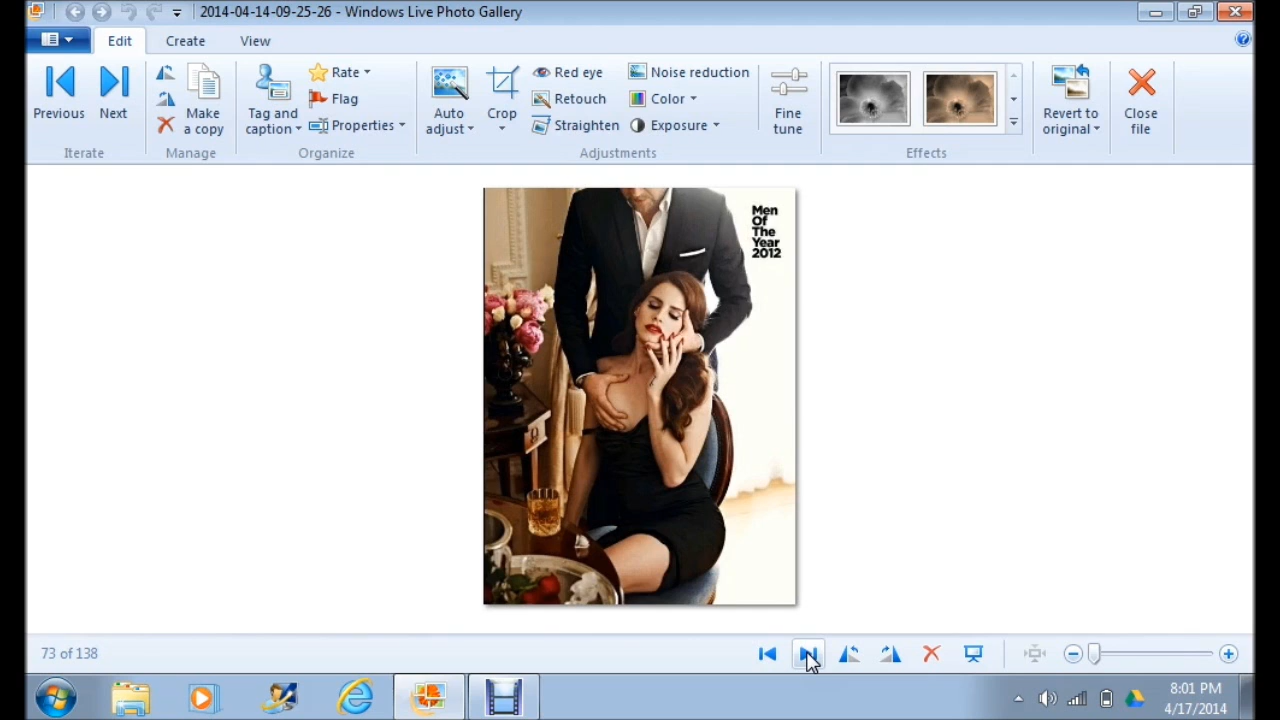 2014-04-14-09-25-26 - Windows Live Photo Gallery
Edit Create View
Previous Next
Make a copy
Tag and caption
Rate
Flag
Properties
Auto adjust
Crop
Red eye
Retouch
Straighten
Noise reduction
Color
Exposure
Fine tune
Revert to original
Close file
Iterate Manage Organize Adjustments Effects
Men
Of
The
Year
2012
73 of 138
8:01 PM
4/17/2014